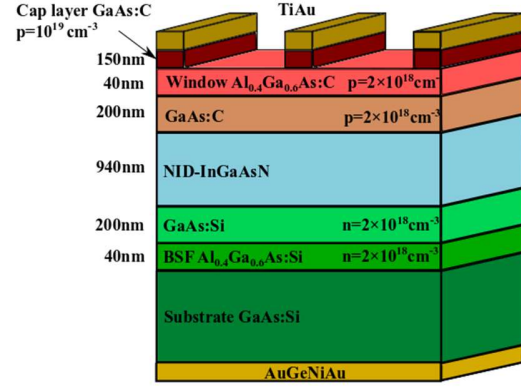 Cap layer GaAs:C
p=10¹⁹ cm⁻³
TiAu
150nm
40nm
Window Al₀.₄Ga₀.₆As:C p=2×10¹⁸cm⁻
200nm
GaAs:C p=2×10¹⁸cm⁻³
940nm
NID-InGaAsN
200nm
GaAs:Si n=2×10¹⁸cm⁻³
40nm
BSF Al₀.₄Ga₀.₆As:Si n=2×10¹⁸cm⁻³
Substrate GaAs:Si
AuGeNiAu